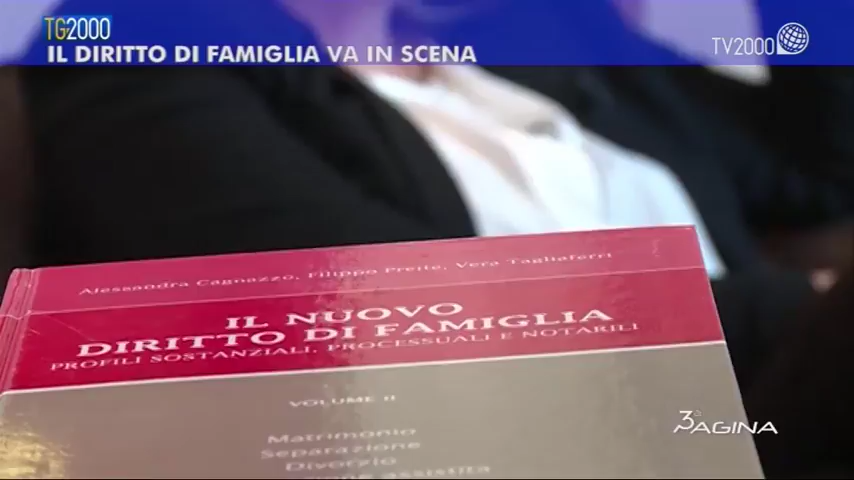 TG2000
IL DIRITTO DI FAMIGLIA VA IN SCENA
TV2000
Alessandra Cagnazzo, Filippo Preite, Vera Tagliaferri
IL NUOVO
DIRITTO DI FAMIGLIA
PROFILI SOSTANZIALI, PROCESSUALI E NOTARILI
VOLUME II
Matrimonio
Separazione
Divorzio
assistita
3a
PAGINA